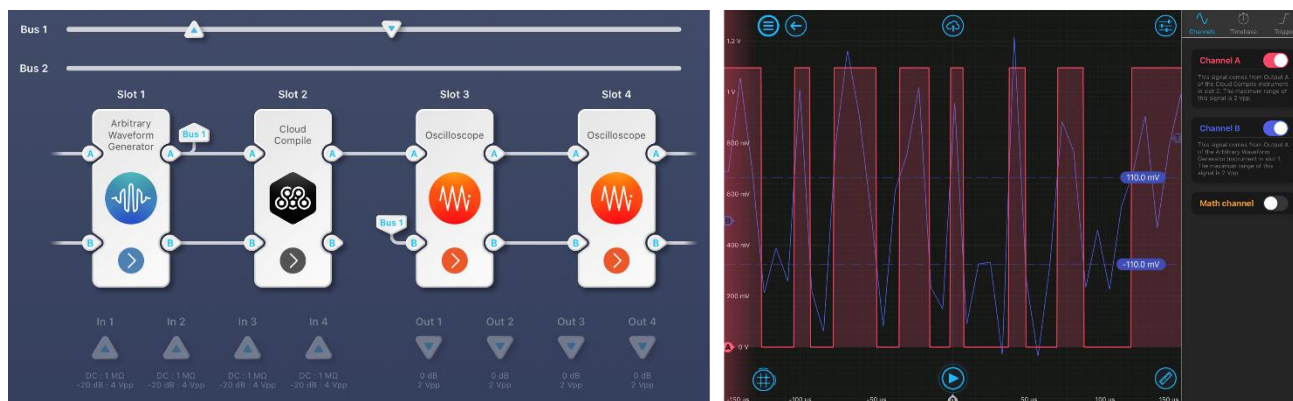 Bus 1
Bus 2
Slot 1
Slot 2
Slot 3
Slot 4
Arbitrary
Waveform
Generator
Bus 1
Cloud
Compile
Oscilloscope
Oscilloscope
A A A A A A A A
Bus 1
B B B B B B B B
In 1 In 2 In 3 In 4 Out 1 Out 2 Out 3 Out 4
DC : 1 MΩ DC : 1 MΩ DC : 1 MΩ DC : 1 MΩ 0 dB 0 dB 0 dB 0 dB
-20 dB : 4 Vpp -20 dB : 4 Vpp -20 dB : 4 Vpp -20 dB : 4 Vpp 2 Vpp 2 Vpp 2 Vpp 2 Vpp
1.2 V
1 V
800 mV
600 mV
400 mV
200 mV
0 V
A
B
110.0 mV
-110.0 mV
-150 us -100 us -50 us 0 50 us 100 us 150 us
Channels Timebase Trigge
Channel A
This signal comes from Output A
of the Cloud Compile instrument
in slot 2. The maximum range of
this signal is 2 Vpp.
Channel B
This signal comes from Output A
of the Arbitrary Waveform
Generator instrument in slot 1.
The maximum range of this
signal is 2 Vpp.
Math channel